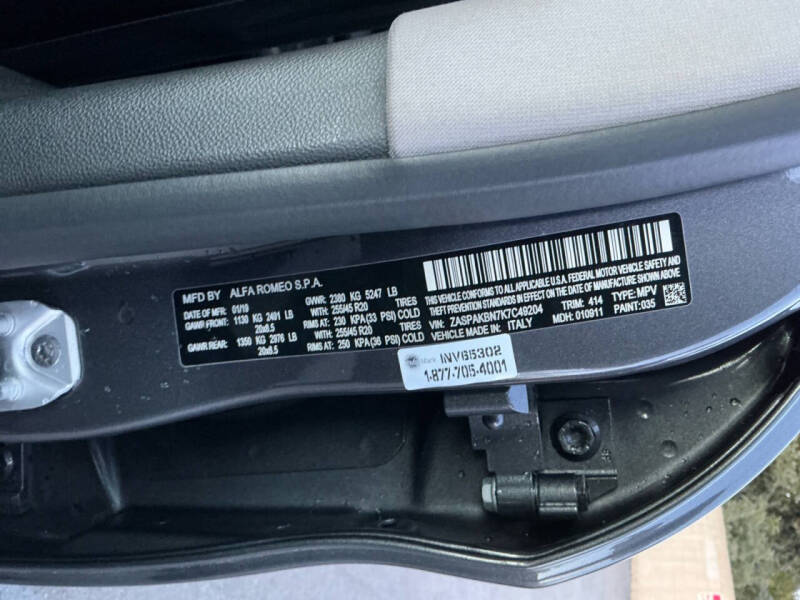 MFD BY ALFA ROMEO S.P.A.
DATE OF MFR: 01/19 GVWR: 2380 KG 5247 LB
GAWR FRONT: 1130 KG 2491 LB WITH 255/45 R20 TIRES
20x8.5 RIMS AT: 230 KPA(33 PSI) COLD
GAWR REAR: 1350 KG 2976 LB WITH 255/45 R20 TIRES
20x8.5 RIMS AT: 250 KPA(36 PSI) COLD
THIS VEHICLE CONFORMS TO ALL APPLICABLE U.S.A. FEDERAL MOTOR VEHICLE SAFETY AND
THEFT PREVENTION STANDARDS IN EFFECT ON THE DATE OF MANUFACTURE SHOWN ABOVE.
VIN: ZASPAKBN7K7C49204 TRIM: 414 TYPE: MPV
VEHICLE MADE IN: ITALY MDH: 010911 PAINT: 035
INV65302
1-877-705-4001